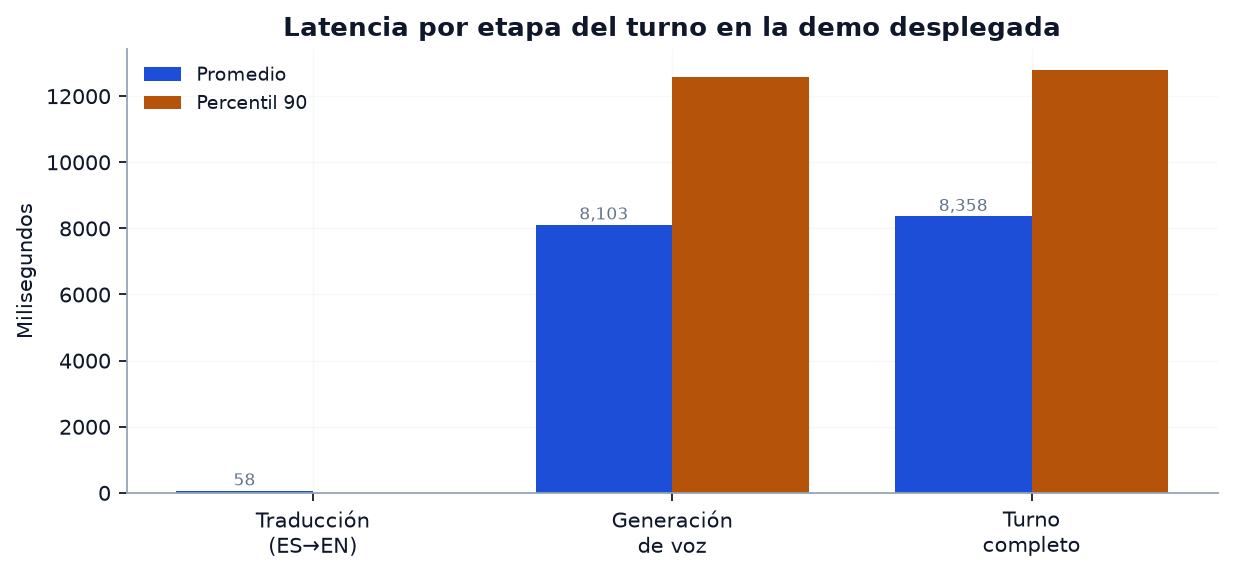 Latencia por etapa del turno en la demo desplegada
Promedio
Percentil 90
Milisegundos
12000
10000
8000
6000
4000
2000
0
58
8,103
8,358
Traducción
(ES→EN)
Generación
de voz
Turno
completo